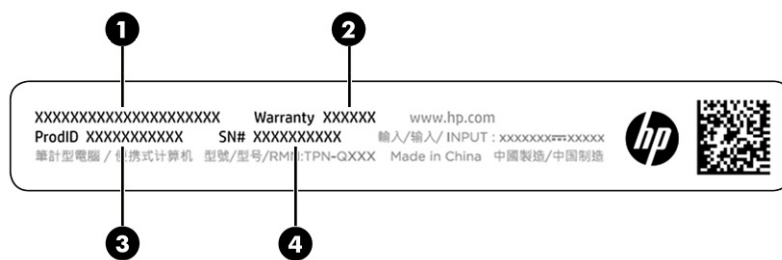 1 2
XXXXXXXXXXXXXXXXXXXXX Warranty XXXXXX www.hp.com
ProdID XXXXXXXXXXX SN# XXXXXXXXXX 輸入/输入/ INPUT : xxxxxxx⎓xxxxx
筆計型電腦 / 便携式计算机 型號/型号/RMN:TPN-QXXX Made in China 中國製造/中国制造
hp
3 4